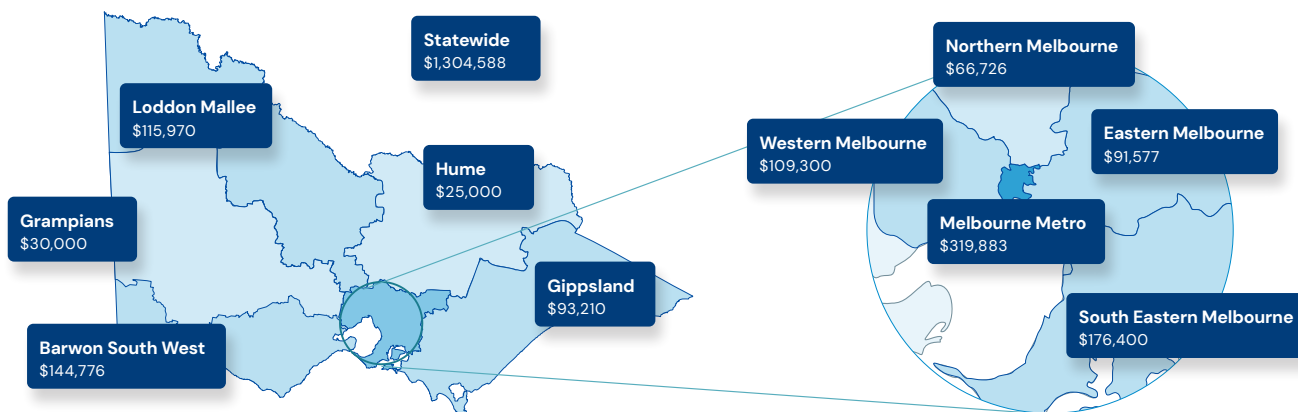 Statewide
$1,304,588
Loddon Mallee
$115,970
Hume
$25,000
Grampians
$30,000
Gippsland
$93,210
Barwon South West
$144,776
Northern Melbourne
$66,726
Western Melbourne
$109,300
Eastern Melbourne
$91,577
Melbourne Metro
$319,883
South Eastern Melbourne
$176,400